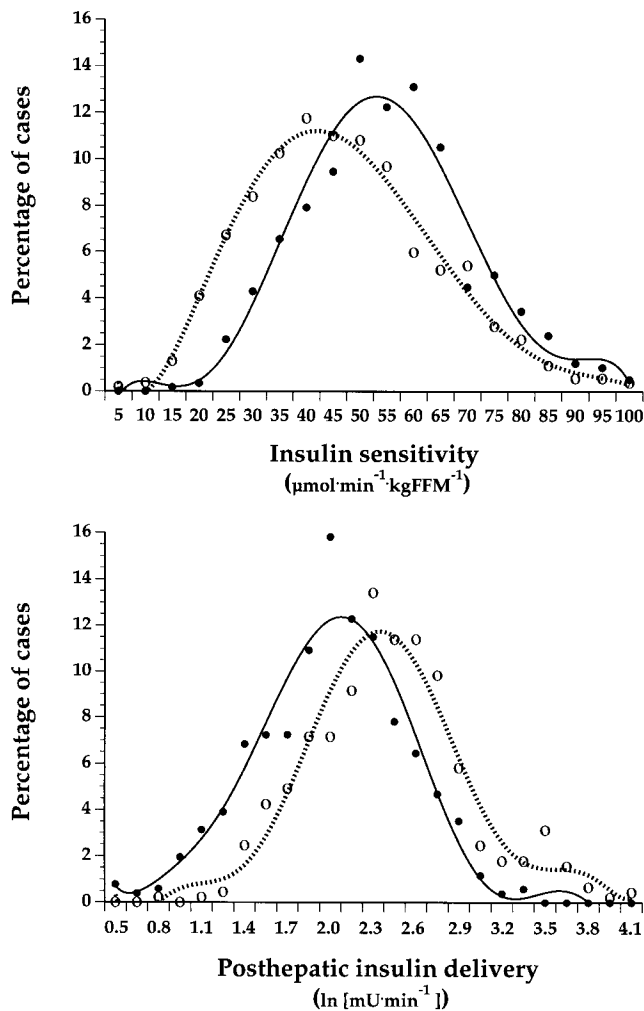 16
14
12
10
8
6
4
2
0
Percentage of cases
5 10 15 20 25 30 35 40 45 50 55 60 65 70 75 80 85 90 95 100
Insulin sensitivity
(µmol·min⁻¹·kgFFM⁻¹)
16
14
12
10
8
6
4
2
0
Percentage of cases
0.5 0.8 1.1 1.4 1.7 2.0 2.3 2.6 2.9 3.2 3.5 3.8 4.1
Posthepatic insulin delivery
(ln [mU·min⁻¹ ])